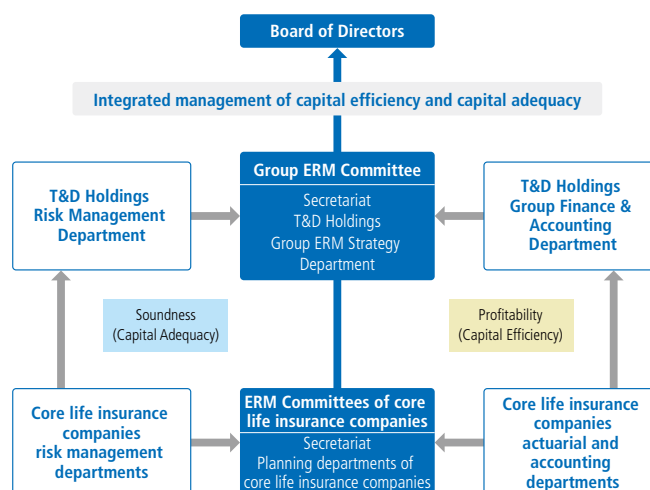 Board of Directors
Integrated management of capital efficiency and capital adequacy
T&D Holdings
Risk Management
Department
Group ERM Committee
Secretariat
T&D Holdings
Group ERM Strategy
Department
T&D Holdings
Group Finance &
Accounting
Department
Soundness
(Capital Adequacy)
Profitability
(Capital Efficiency)
Core life insurance
companies
risk management
departments
ERM Committees of core
life insurance companies
Secretariat
Planning departments of
core life insurance companies
Core life insurance
companies
actuarial and
accounting
departments